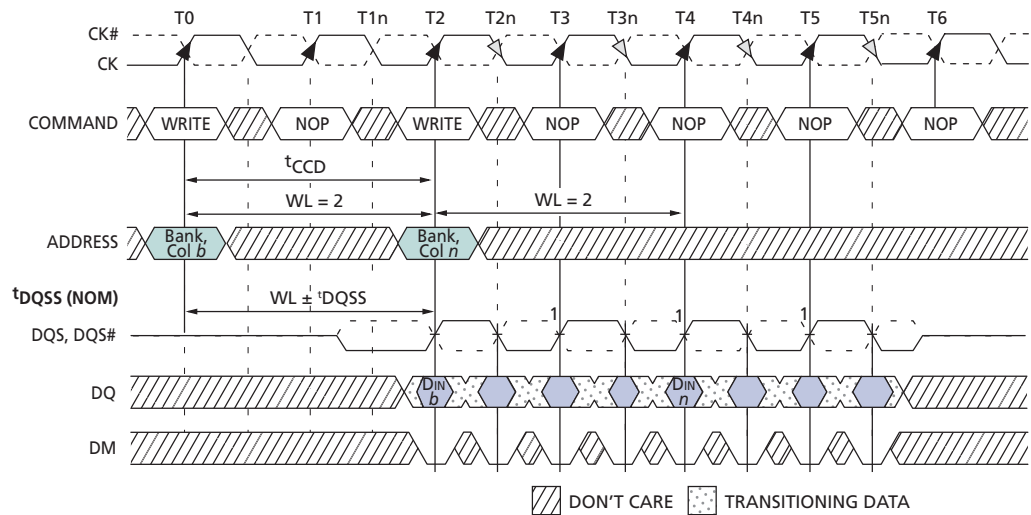 T0 T1 T1n T2 T2n T3 T3n T4 T4n T5 T5n T6
CK#
CK
COMMAND WRITE NOP WRITE NOP NOP NOP NOP
tCCD
WL = 2 WL = 2
ADDRESS Bank, Col b Bank, Col n
tDQSS (NOM) WL ± tDQSS
DQS, DQS# 1 1 1
DQ DIN b DIN n
DM
DON'T CARE TRANSITIONING DATA